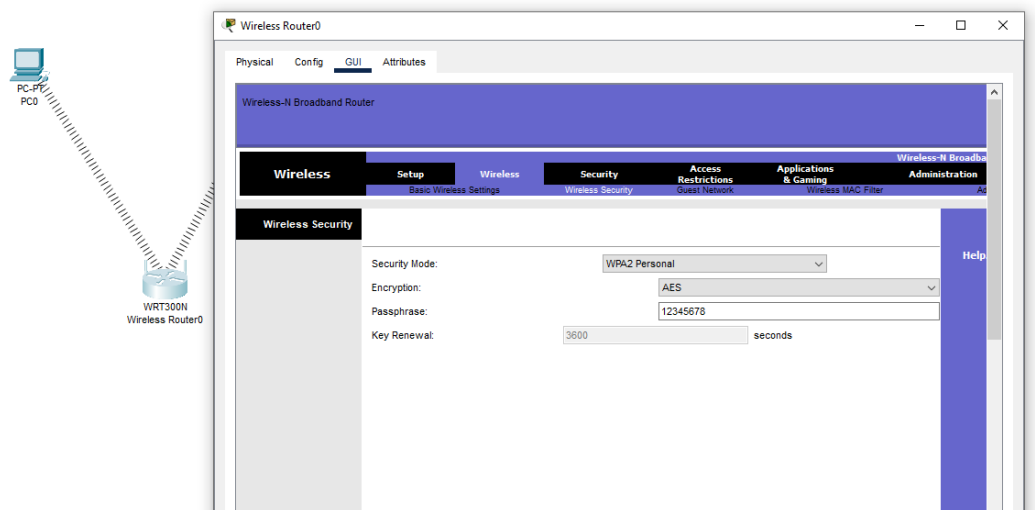 Wireless Router0
Physical Config GUI Attributes
PC-PT
PC0
Wireless-N Broadband Router
Wireless-N Broadba
Wireless Setup Wireless Security Access Restrictions Applications & Gaming Administration
Basic Wireless Settings Wireless Security Guest Network Wireless MAC Filter Ad
Wireless Security
Help.
Security Mode: WPA2 Personal
Encryption: AES
Passphrase: 12345678
Key Renewal: 3600 seconds
WRT300N
Wireless Router0